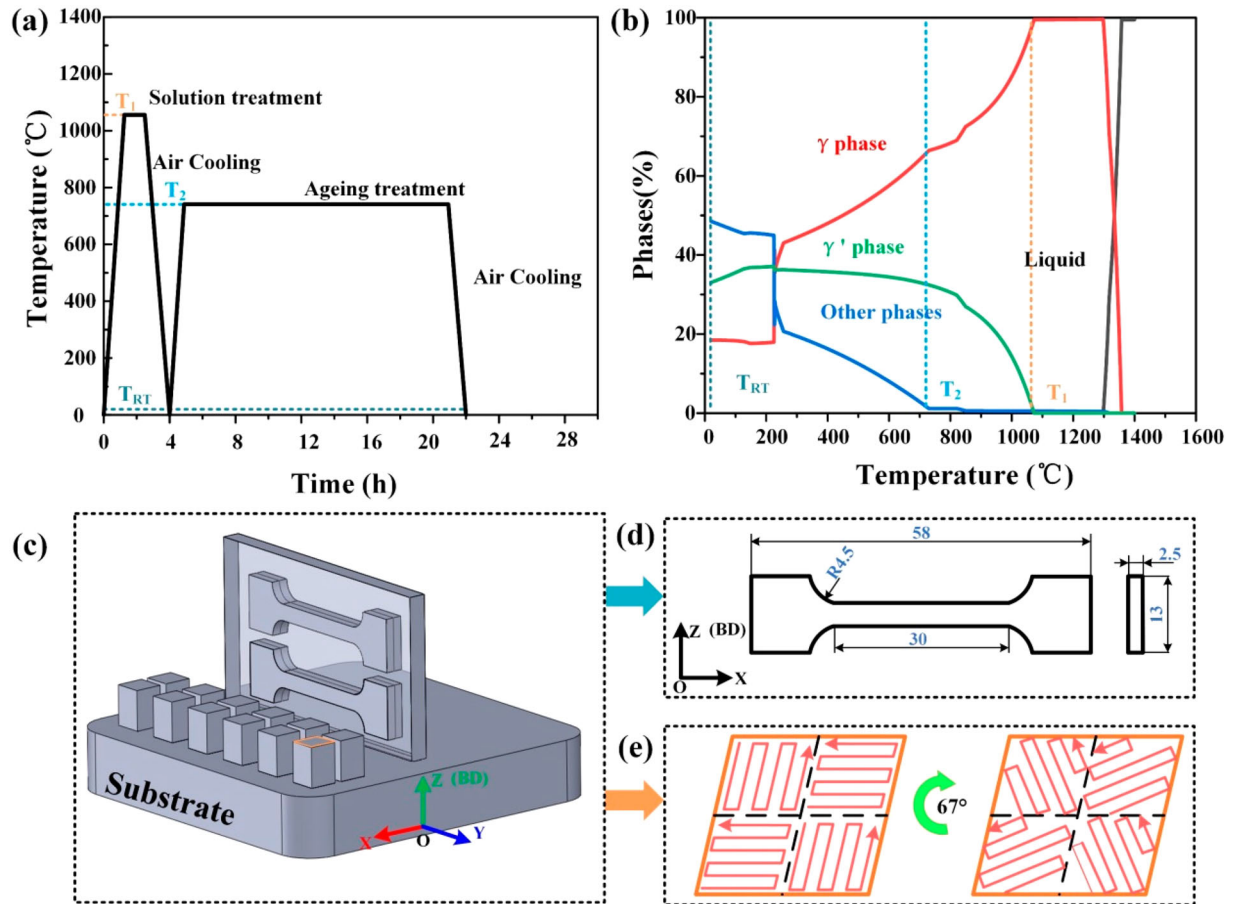 (a)
1400
1200
1000
800
600
400
200
0
Temperature (℃)
T1 Solution treatment
Air Cooling
T2
Ageing treatment
Air Cooling
TRT
0 4 8 12 16 20 24 28
Time (h)
(b)
100
80
60
40
20
0
Phases(%)
γ phase
γ ' phase
Liquid
Other phases
TRT
T2
T1
0 200 400 600 800 1000 1200 1400 1600
Temperature (℃)
(c)
Substrate
Z (BD)
X
O
Y
(d)
58
R4.5
2.5
13
30
Z (BD)
O
X
(e)
67°